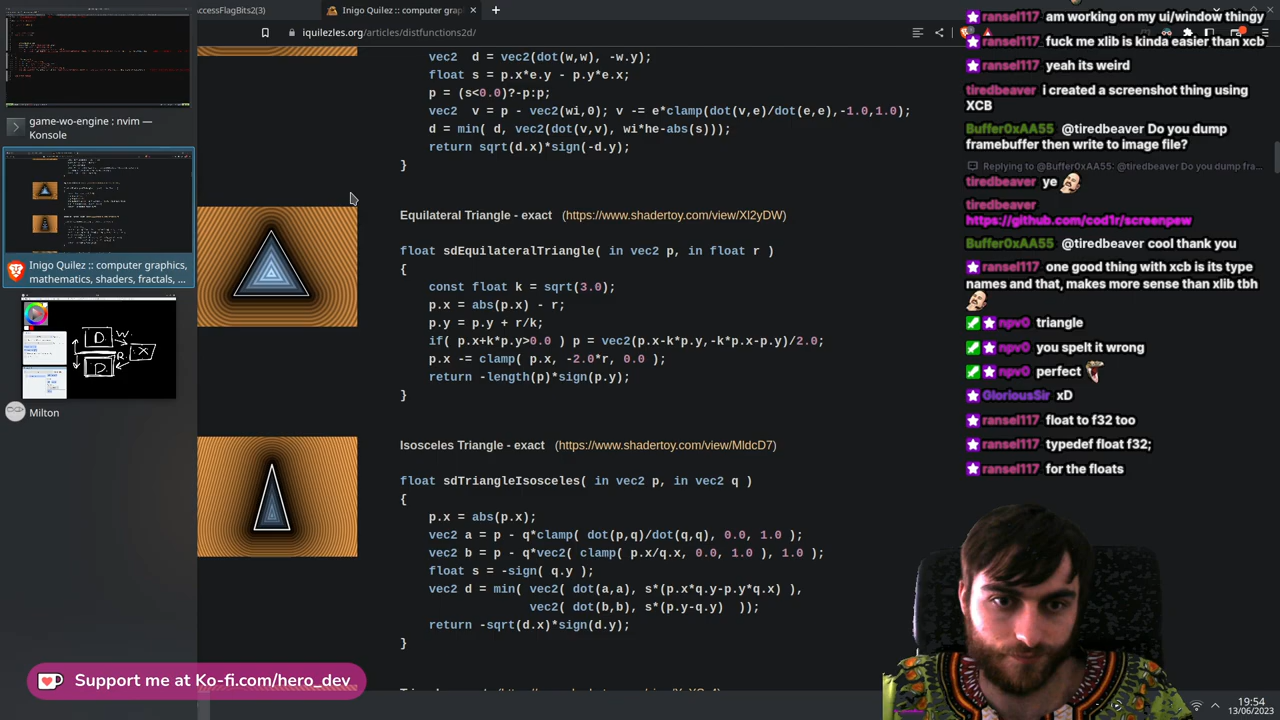 AccessFlagBits2(3)
Inigo Quilez :: computer gra
iquilezles.org/articles/distfunctions2d/
game-wo-engine : nvim —
Konsole
Inigo Quilez :: computer graphics,
mathematics, shaders, fractals, ...
Milton
vec2 d = vec2(dot(w,w), -w.y);
float s = p.x*e.y - p.y*e.x;
p = (s<0.0)?-p:p;
vec2  v = p - vec2(wi,0); v -= e*clamp(dot(v,e)/dot(e,e),-1.0,1.0);
d = min( d, vec2(dot(v,v), wi*he-abs(s)));
return sqrt(d.x)*sign(-d.y);
}
Equilateral Triangle - exact   (https://www.shadertoy.com/view/Xl2yDW)
float sdEquilateralTriangle( in vec2 p, in float r )
{
const float k = sqrt(3.0);
p.x = abs(p.x) - r;
p.y = p.y + r/k;
if( p.x+k*p.y>0.0 ) p = vec2(p.x-k*p.y,-k*p.x-p.y)/2.0;
p.x -= clamp( p.x, -2.0*r, 0.0 );
return -length(p)*sign(p.y);
}
Isosceles Triangle - exact   (https://www.shadertoy.com/view/MldcD7)
float sdTriangleIsosceles( in vec2 p, in vec2 q )
{
p.x = abs(p.x);
vec2 a = p - q*clamp( dot(p,q)/dot(q,q), 0.0, 1.0 );
vec2 b = p - q*vec2( clamp( p.x/q.x, 0.0, 1.0 ), 1.0 );
float s = -sign( q.y );
vec2 d = min( vec2( dot(a,a), s*(p.x*q.y-p.y*q.x) ),
vec2( dot(b,b), s*(p.y-q.y)  ));
return -sqrt(d.x)*sign(d.y);
}
ransel117 am working on my ui/window thingy
ransel117 fuck me xlib is kinda easier than xcb
ransel117 yeah its weird
tiredbeaver i created a screenshot thing using
XCB
Buffer0xAA55 @tiredbeaver Do you dump
framebuffer then write to image file?
Replying to @Buffer0xAA55: @tiredbeaver Do you dump fra...
tiredbeaver ye
tiredbeaver
https://github.com/cod1r/screenpew
Buffer0xAA55 @tiredbeaver cool thank you
ransel117 one good thing with xcb is its type
names and that, makes more sense than xlib tbh
npv0 triangle
npv0 you spelt it wrong
npv0 perfect
GloriousSir xD
ransel117 float to f32 too
ransel117 typedef float f32;
ransel117 for the floats
Support me at Ko-fi.com/hero_dev
19:54
13/06/2023